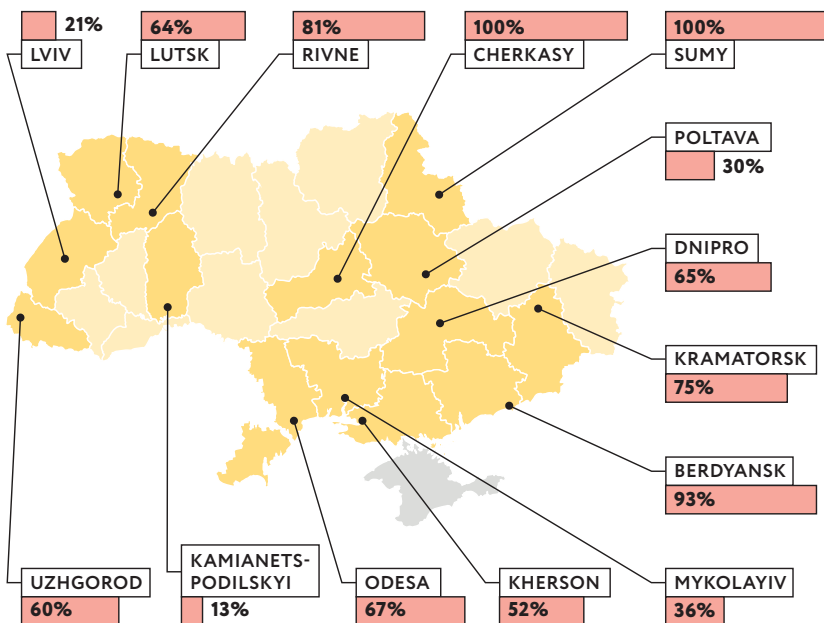 21%
LVIV
64%
LUTSK
81%
RIVNE
100%
CHERKASY
100%
SUMY
POLTAVA
30%
DNIPRO
65%
KRAMATORSK
75%
BERDYANSK
93%
UZHGOROD
60%
KAMIANETS-
PODILSKYI
13%
ODESA
67%
KHERSON
52%
MYKOLAYIV
36%